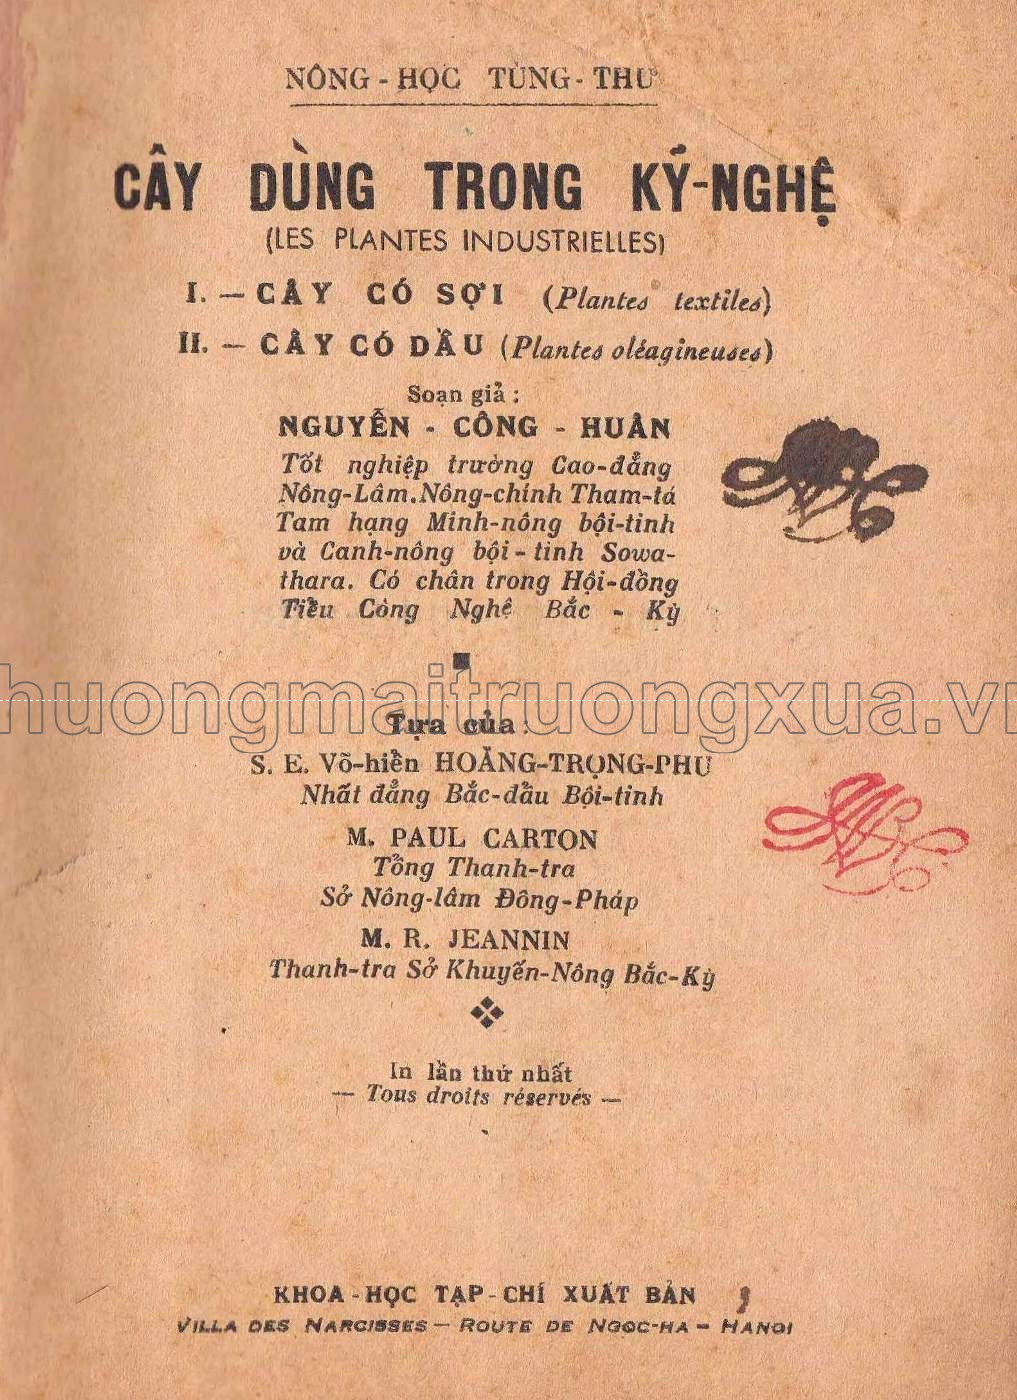 NÔNG - HỌC TÙNG - THƯ
CÂY DÙNG TRONG KỸ-NGHỆ
(LES PLANTES INDUSTRIELLES)
I. — CÂY CÓ SỢI (Plantes textiles)
II. — CÂY CÓ DẦU (Plantes oléagineuses)
Soạn giả :
NGUYỄN - CÔNG - HUÂN
Tốt nghiệp trường Cao-đẳng
Nông-Lâm. Nông-chính Tham-tá
Tam hạng Minh-nông bội-tinh
và Canh-nông bội-tinh Sowa-
thara. Có chân trong Hội-đồng
Tiểu Công Nghệ Bắc - Kỳ
huongmaitruongxua.v
Tựa của :
S. E. Võ-hiển HOÀNG-TRỌNG-PHU
Nhất đẳng Bắc-đẩu Bội-tinh
M. PAUL CARTON
Tổng Thanh-tra
Sở Nông-lâm Đông-Pháp
M. R. JEANNIN
Thanh-tra Sở Khuyến-Nông Bắc-Kỳ
In lần thứ nhất
— Tous droits réservés —
KHOA - HỌC TẠP - CHÍ XUẤT BẢN
VILLA DES NARCISSES — ROUTE DE NGỌC-HA — HANOI